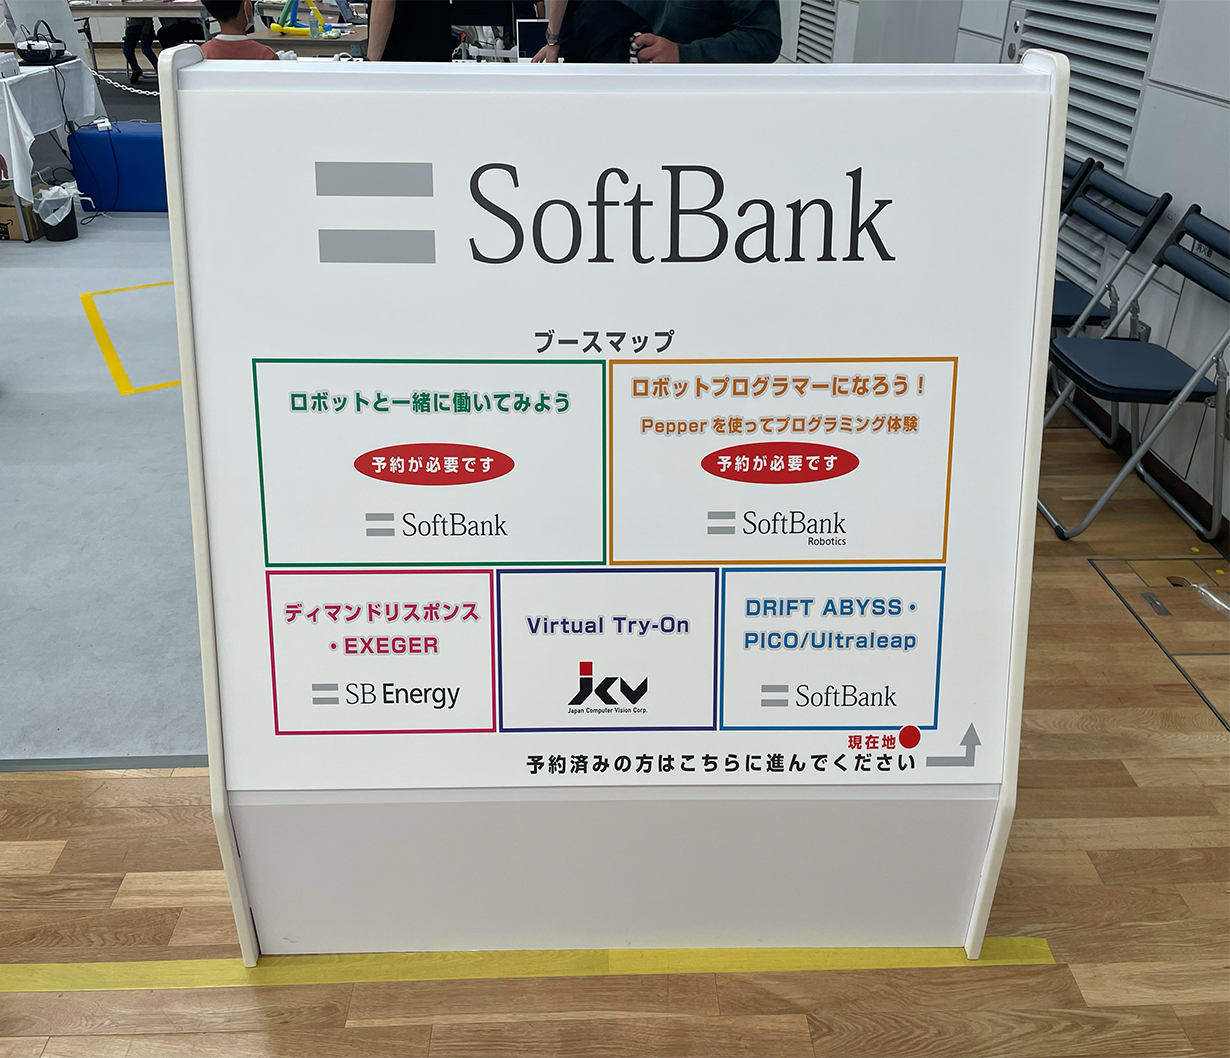 SoftBank
ブースマップ
ロボットと一緒に働いてみよう
予約が必要です
SoftBank
ロボットプログラマーになろう！
Pepperを使ってプログラミング体験
予約が必要です
SoftBank
Robotics
ディマンドリスポンス
・EXEGER
SB Energy
Virtual Try-On
JCV
Japan Computer Vision Corp.
DRIFT ABYSS・
PICO/Ultraleap
SoftBank
現在地
予約済みの方はこちらに進んでください